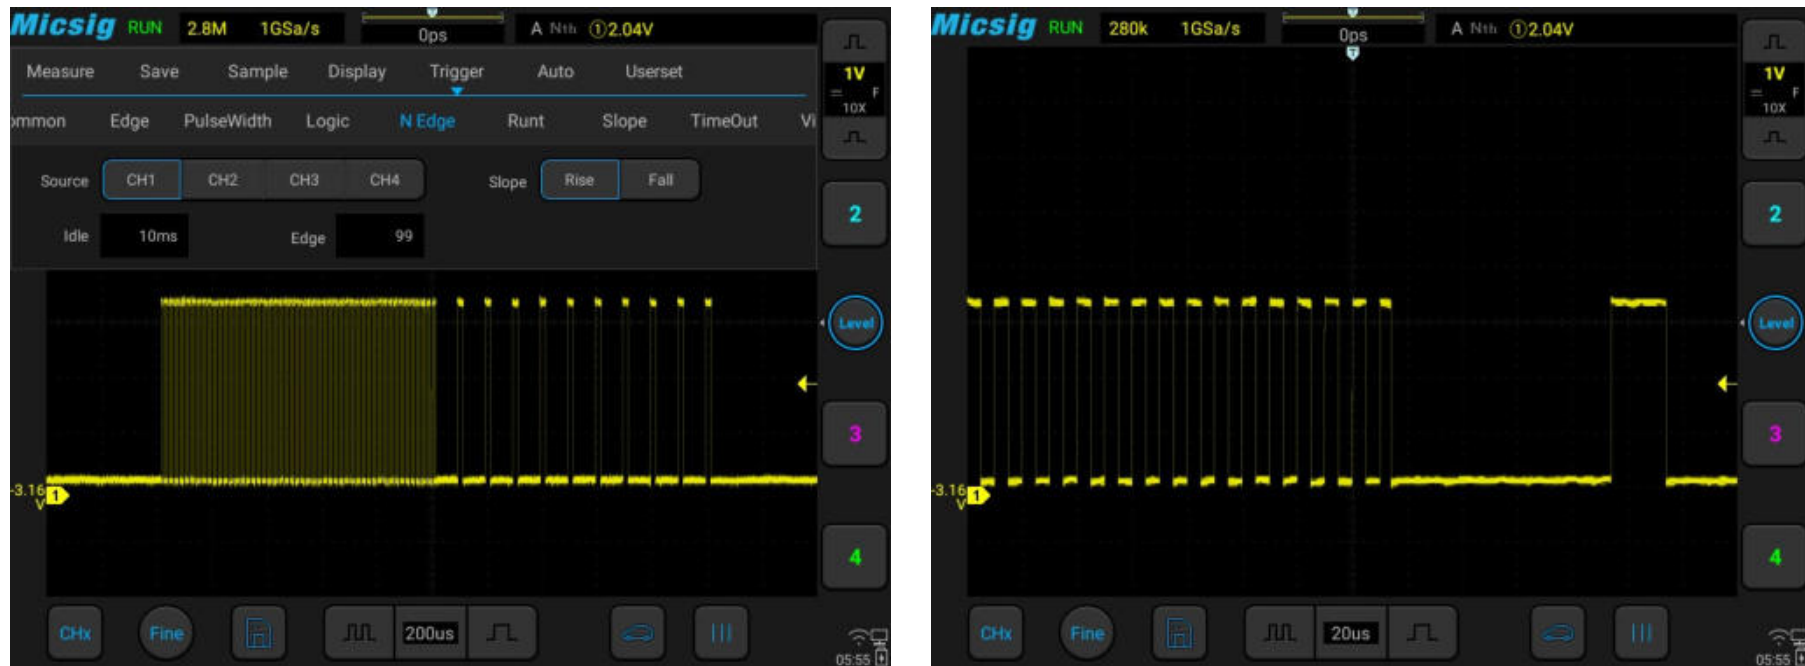 Micsig RUN 2.8M 1GSa/s 0ps A Nth ①2.04V
Measure Save Sample Display Trigger Auto Userset
ommon Edge PulseWidth Logic N Edge Runt Slope TimeOut Vi
Source CH1 CH2 CH3 CH4 Slope Rise Fall
Idle 10ms Edge 99
1V
F
10X
2
Level
3
4
-3.16
V
1
CHx Fine 200us
05:55
Micsig RUN 280k 1GSa/s 0ps A Nth ①2.04V
T
1V
F
10X
2
Level
3
4
-3.16
V
1
CHx Fine 20us
05:55